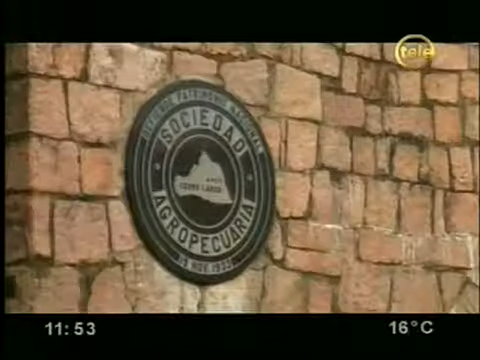 tele
PATRIMONIO NACIONAL
SOCIEDAD
CERRO LARGO
AGROPECUARIA
11:53
16°C